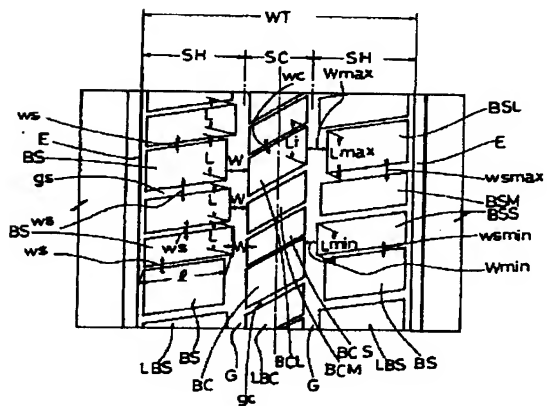 WT
SH SC SH
wc Wmax
ws BSL
E Li E
BS L W Lmax
gs wsmax
L W BSM
ws BSS
BS ws L W Lmin wsmin
ws Wmin
l
LBS BS BC G LBC BCL BCS G LBS BS
gc BCM